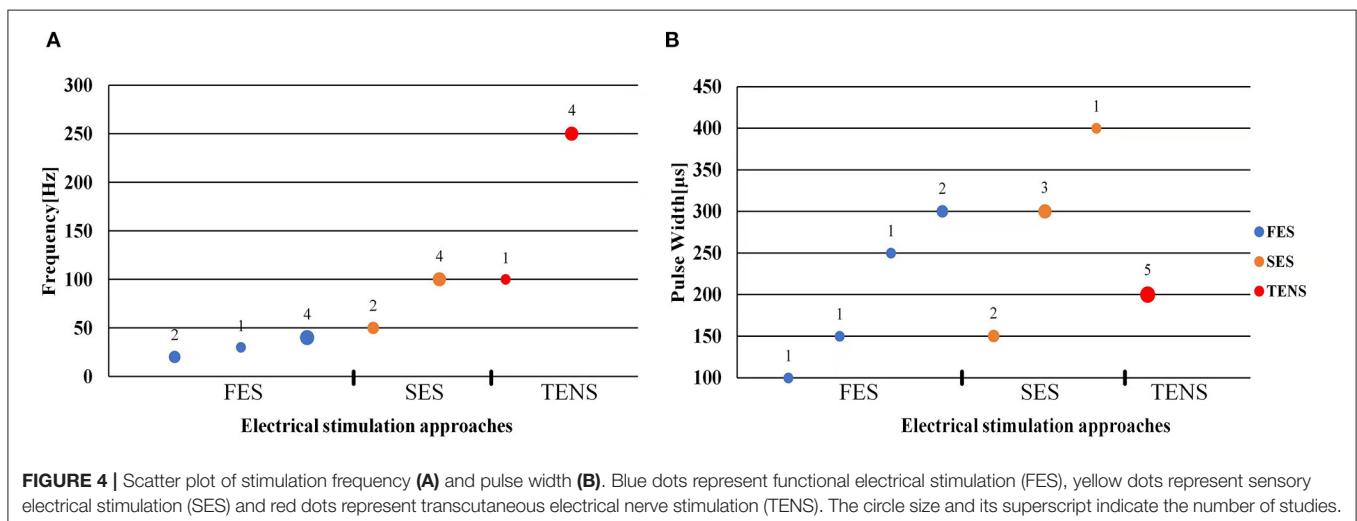 A
B
300
250
200
150
100
50
0
Frequency[Hz]
2
1
4
2
4
1
4
FES
SES
TENS
Electrical stimulation approaches
450
400
350
300
250
200
150
100
Pulse Width[µs]
1
1
1
2
2
3
1
5
FES
SES
TENS
Electrical stimulation approaches
FES
SES
TENS
FIGURE 4 | Scatter plot of stimulation frequency (A) and pulse width (B). Blue dots represent functional electrical stimulation (FES), yellow dots represent sensory
electrical stimulation (SES) and red dots represent transcutaneous electrical nerve stimulation (TENS). The circle size and its superscript indicate the number of studies.